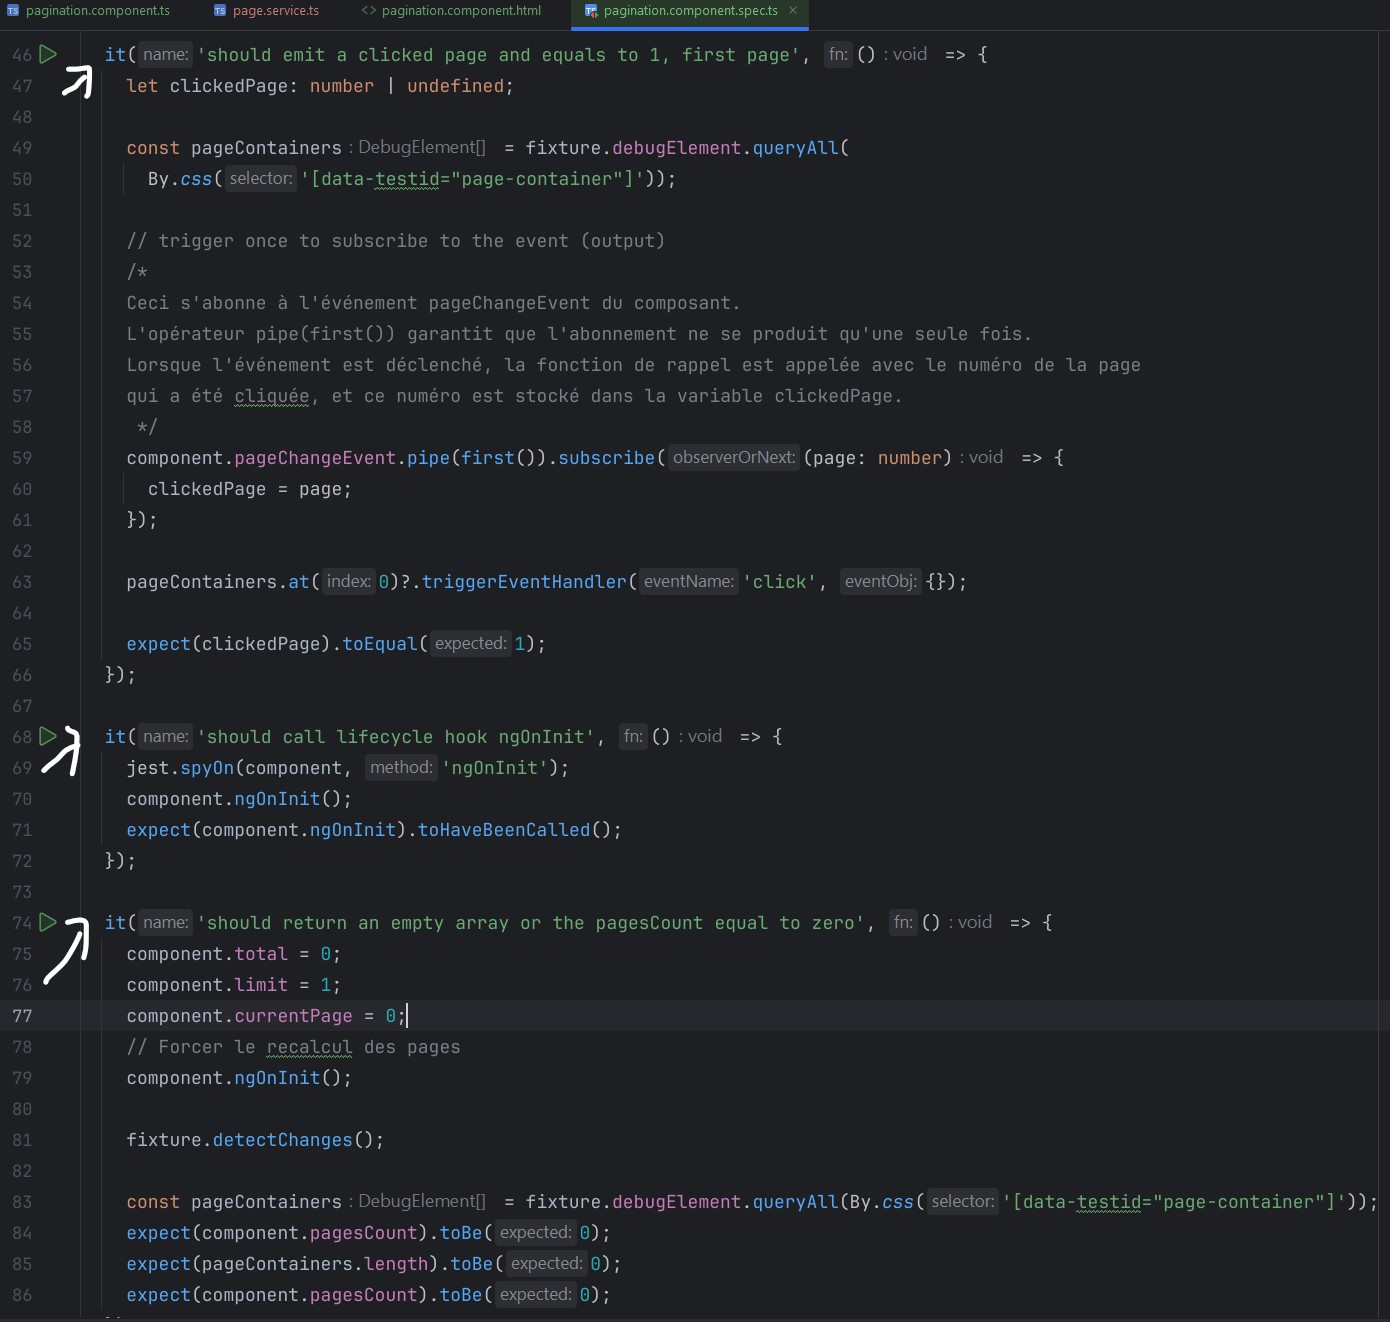 pagination.component.ts page.service.ts pagination.component.html pagination.component.spec.ts
46 it( name: 'should emit a clicked page and equals to 1, first page', fn: () : void => {
47 let clickedPage: number | undefined;
48
49 const pageContainers : DebugElement[] = fixture.debugElement.queryAll(
50 By.css( selector: '[data-testid="page-container"]'));
51
52 // trigger once to subscribe to the event (output)
53 /*
54 Ceci s'abonne à l'événement pageChangeEvent du composant.
55 L'opérateur pipe(first()) garantit que l'abonnement ne se produit qu'une seule fois.
56 Lorsque l'événement est déclenché, la fonction de rappel est appelée avec le numéro de la page
57 qui a été cliquée, et ce numéro est stocké dans la variable clickedPage.
58 */
59 component.pageChangeEvent.pipe(first()).subscribe( observerOrNext: (page: number) : void => {
60 clickedPage = page;
61 });
62
63 pageContainers.at( index: 0)?.triggerEventHandler( eventName: 'click', eventObj: {});
64
65 expect(clickedPage).toEqual( expected: 1);
66 });
67
68 it( name: 'should call lifecycle hook ngOnInit', fn: () : void => {
69 jest.spyOn(component, method: 'ngOnInit');
70 component.ngOnInit();
71 expect(component.ngOnInit).toHaveBeenCalled();
72 });
73
74 it( name: 'should return an empty array or the pagesCount equal to zero', fn: () : void => {
75 component.total = 0;
76 component.limit = 1;
77 component.currentPage = 0;
78 // Forcer le recalcul des pages
79 component.ngOnInit();
80
81 fixture.detectChanges();
82
83 const pageContainers : DebugElement[] = fixture.debugElement.queryAll(By.css( selector: '[data-testid="page-container"]'));
84 expect(component.pagesCount).toBe( expected: 0);
85 expect(pageContainers.length).toBe( expected: 0);
86 expect(component.pagesCount).toBe( expected: 0);